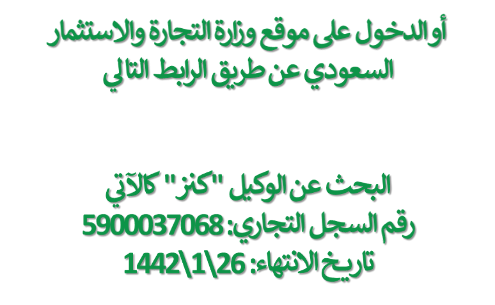 أو الدخول على موقع وزارة التجارة والاستثمار
السعودي عن طريق الرابط التالي
البحث عن الوكيل "كنز" كالآتي
رقم السجل التجاري: 5900037068
تاريخ الانتهاء: 26\1\1442